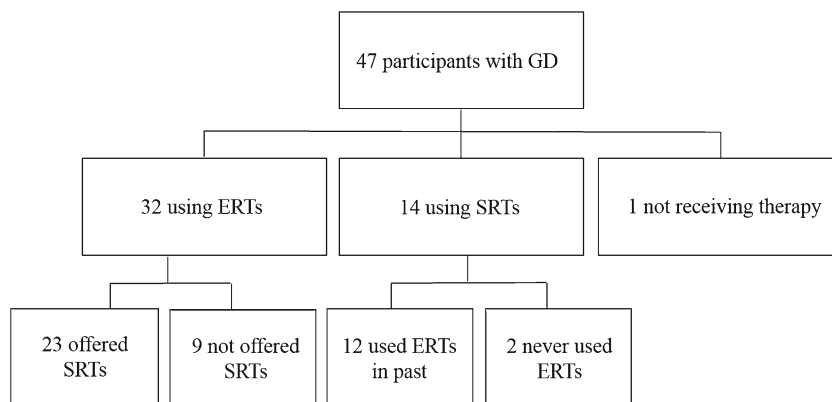 47 participants with GD
32 using ERTs
14 using SRTs
1 not receiving therapy
23 offered
SRTs
9 not offered
SRTs
12 used ERTs
in past
2 never used
ERTs